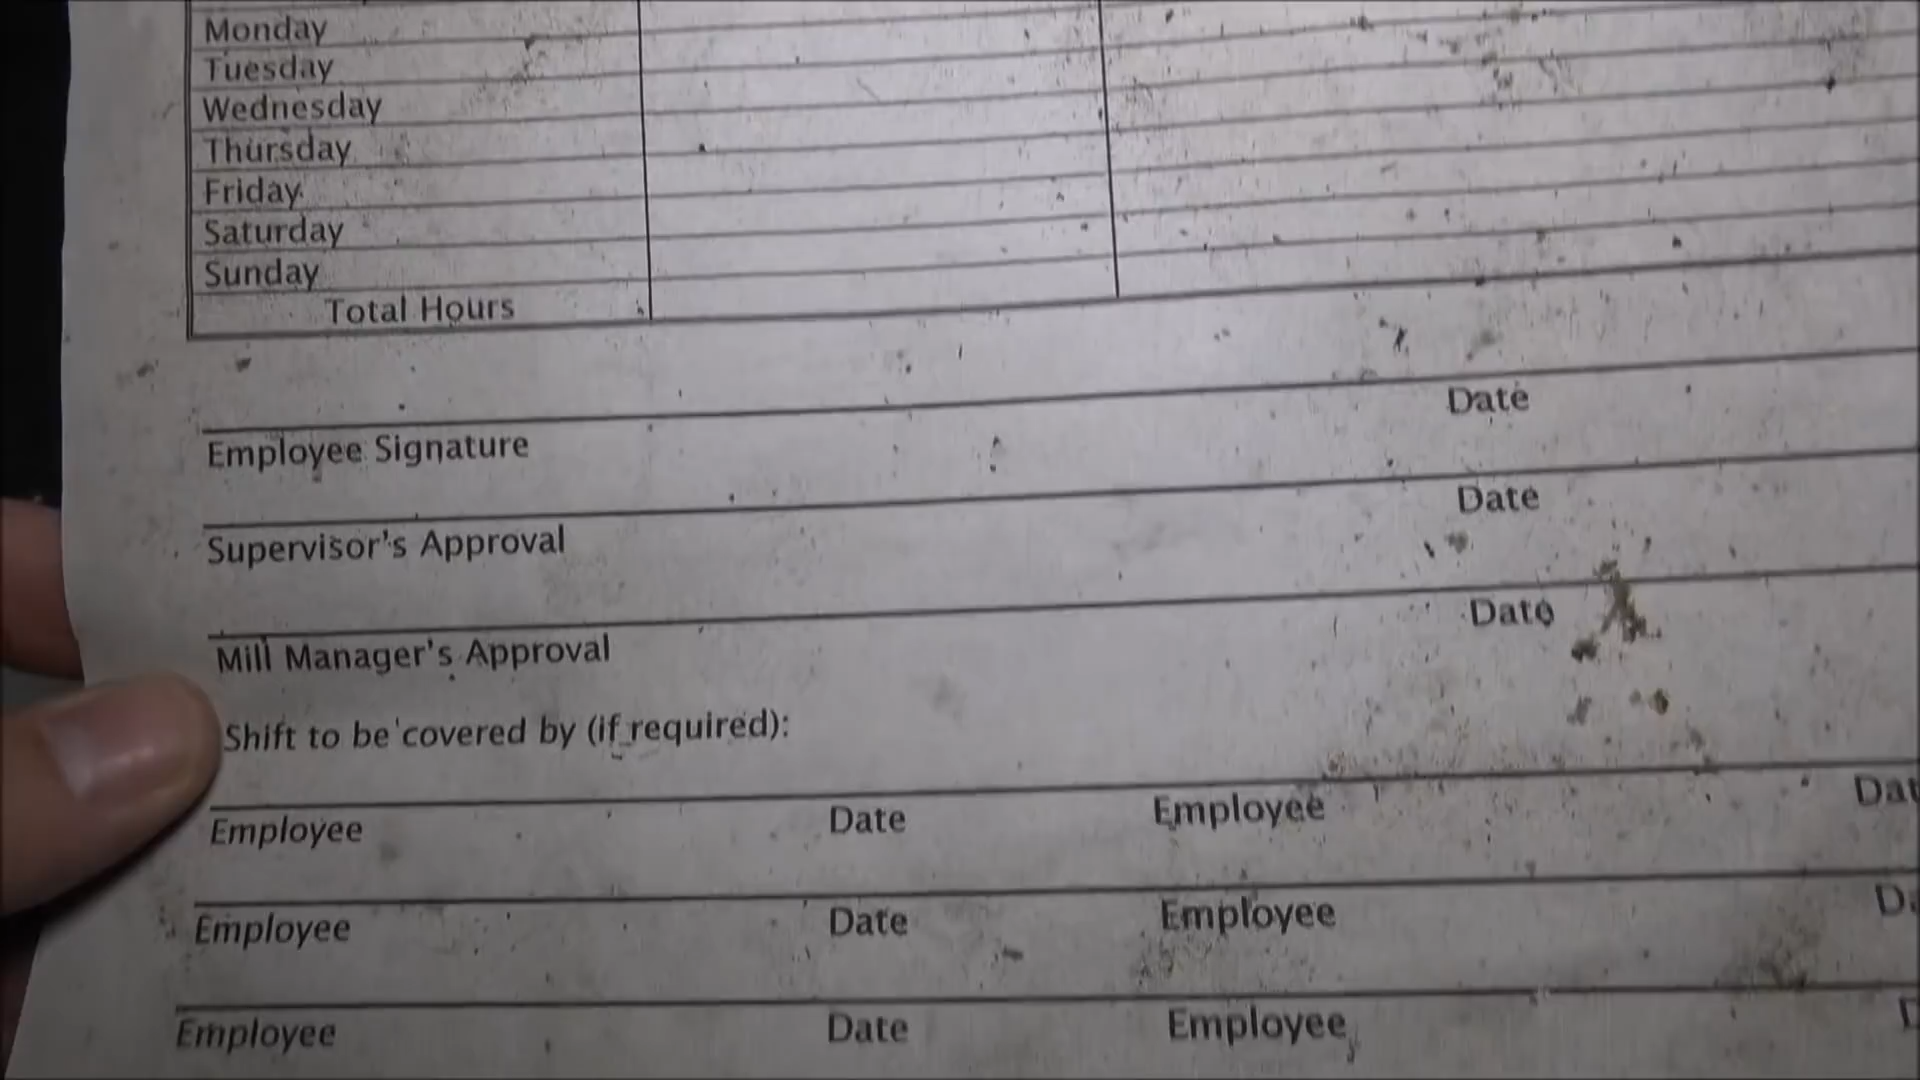 Monday
Tuesday
Wednesday
Thursday
Friday
Saturday
Sunday
Total Hours
Employee Signature Date
Supervisor's Approval Date
Mill Manager's Approval Date
Shift to be covered by (if required):
Employee Date Employee Dat
Employee Date Employee Da
Employee Date Employee D